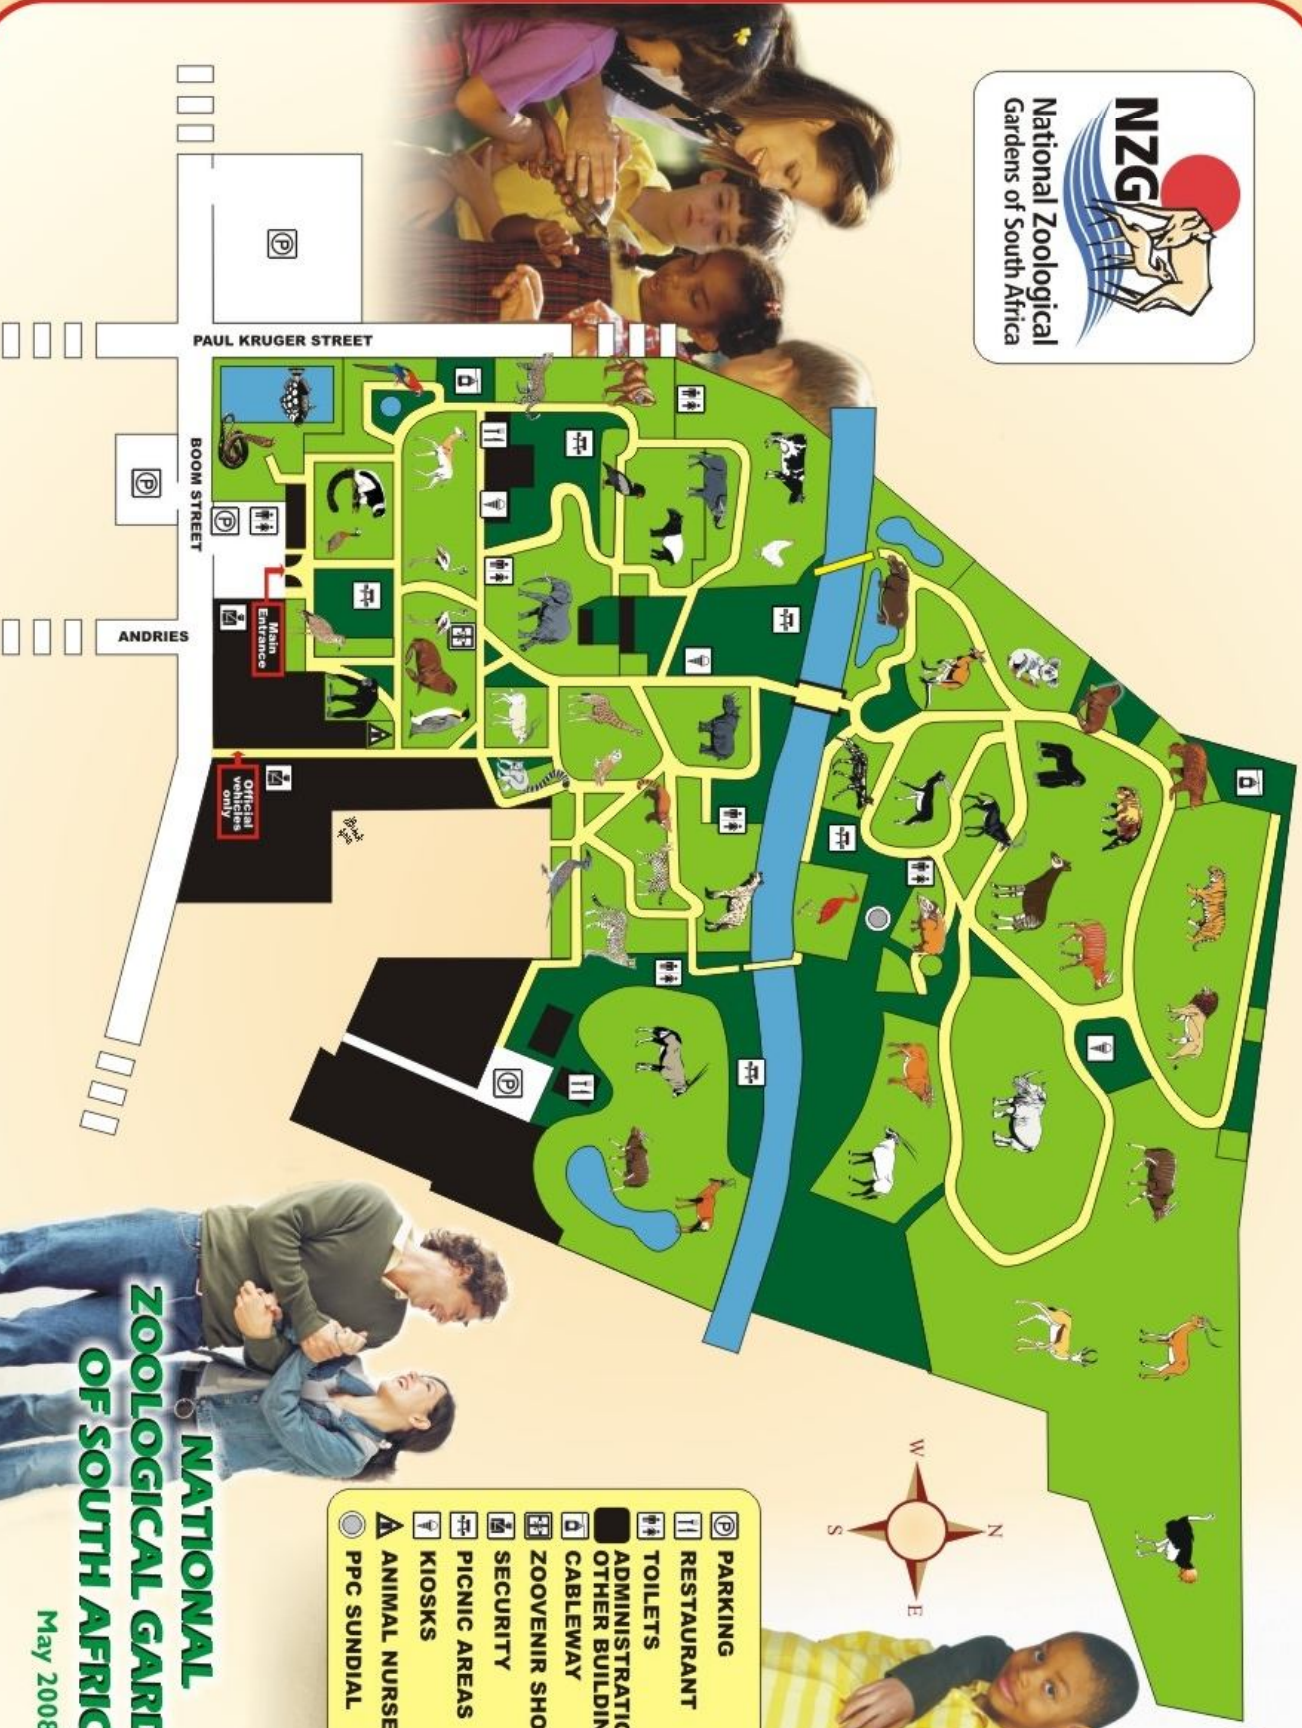 NZG
National Zoological
Gardens of South Africa
PAUL KRUGER STREET
BOOM STREET
ANDRIES
Main
Entrance
Official
vehicles
only
W
N
S
E
P PARKING
RESTAURANT
TOILETS
ADMINISTRATIO
OTHER BUILDIN
CABLEWAY
ZOOVENIR SHO
SECURITY
PICNIC AREAS
KIOSKS
ANIMAL NURSE
PPC SUNDIAL
NATIONAL
ZOOLOGICAL GARD
OF SOUTH AFRIC
May 2008
P
P
P
P